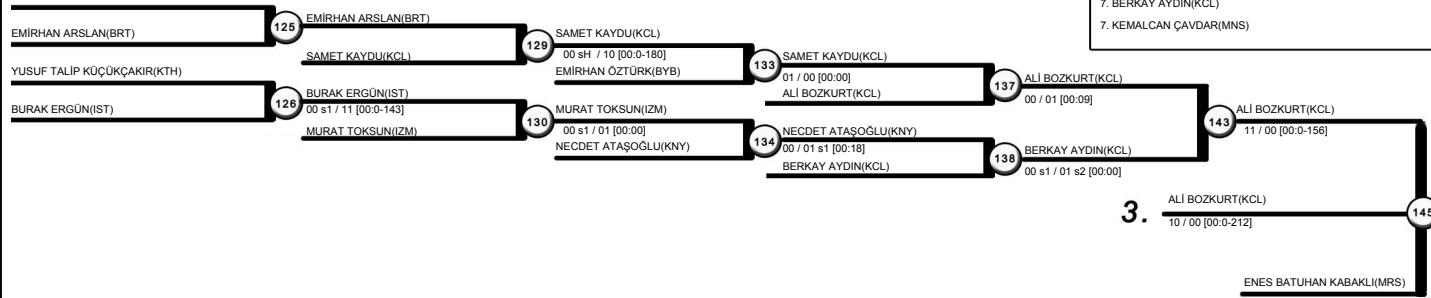 7. BERKAY AYDIN(KCL)
7. KEMALCAN ÇAVDAR(MNS)
EMİRHAN ARSLAN(BRT)
125
EMİRHAN ARSLAN(BRT)
SAMET KAYDU(KCL)
129
SAMET KAYDU(KCL)
00 sH / 10 [00:0-180]
EMİRHAN ÖZTÜRK(BYB)
133
SAMET KAYDU(KCL)
01 / 00 [00:00]
ALİ BOZKURT(KCL)
137
ALİ BOZKURT(KCL)
00 / 01 [00:09]
YUSUF TALİP KÜÇÜKÇAKIR(KTH)
BURAK ERGÜN(IST)
126
BURAK ERGÜN(IST)
00 s1 / 11 [00:0-143]
MURAT TOKSUN(IZM)
130
MURAT TOKSUN(IZM)
00 s1 / 01 [00:00]
NECDET ATAŞOĞLU(KNY)
134
NECDET ATAŞOĞLU(KNY)
00 / 01 s1 [00:18]
BERKAY AYDIN(KCL)
138
BERKAY AYDIN(KCL)
00 s1 / 01 s2 [00:00]
143
ALİ BOZKURT(KCL)
11 / 00 [00:0-156]
3.
ALİ BOZKURT(KCL)
10 / 00 [00:0-212]
145
ENES BATUHAN KABAKLI(MRS)